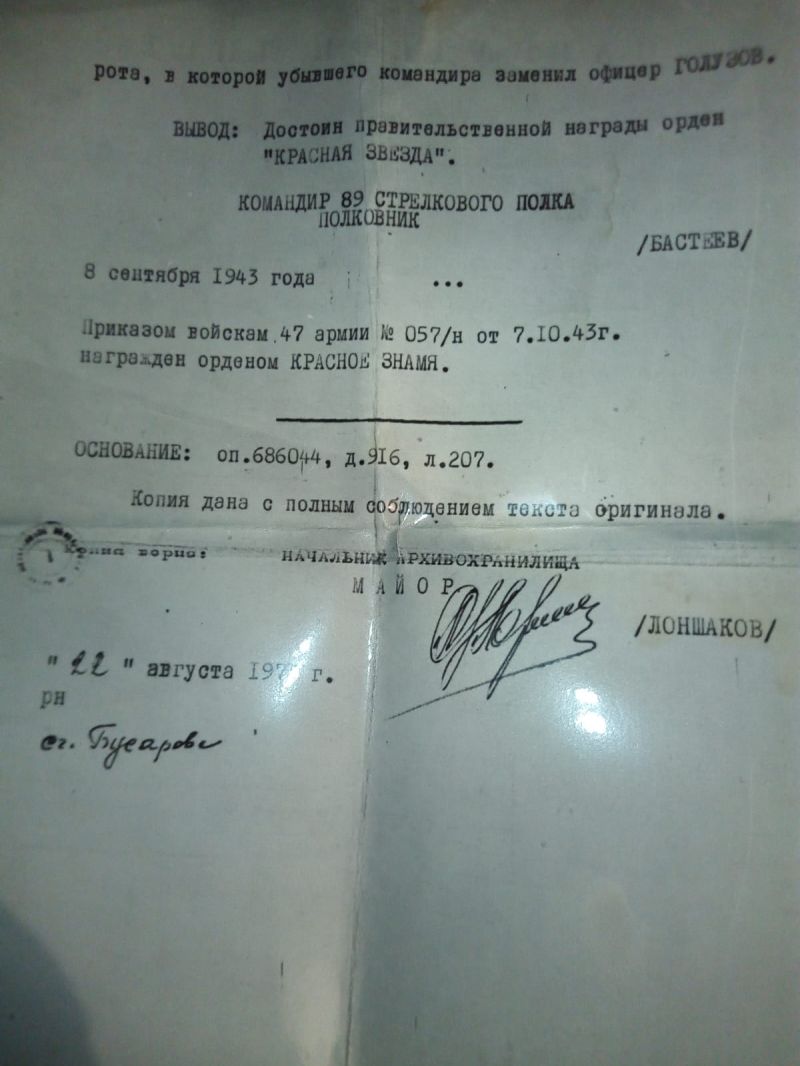 рота, в которой убывшего командира заменил офицер ГОЛУЗОВ.
ВЫВОД: Достоин правительственной награды орден
"КРАСНАЯ ЗВЕЗДА".
КОМАНДИР 89 СТРЕЛКОВОГО ПОЛКА
ПОЛКОВНИК
/БАСТЕЕВ/
8 сентября 1943 года ...
Приказом войскам 47 армии № 057/н от 7.10.43г.
награжден орденом КРАСНОЕ ЗНАМЯ.
ОСНОВАНИЕ: оп.686044, д.916, л.207.
Копия дана с полным соблюдением текста оригинала.
верна: НАЧАЛЬНИК АРХИВОХРАНИЛИЩА
МАЙОР
/ЛОНШАКОВ/
"22" августа г.
рн